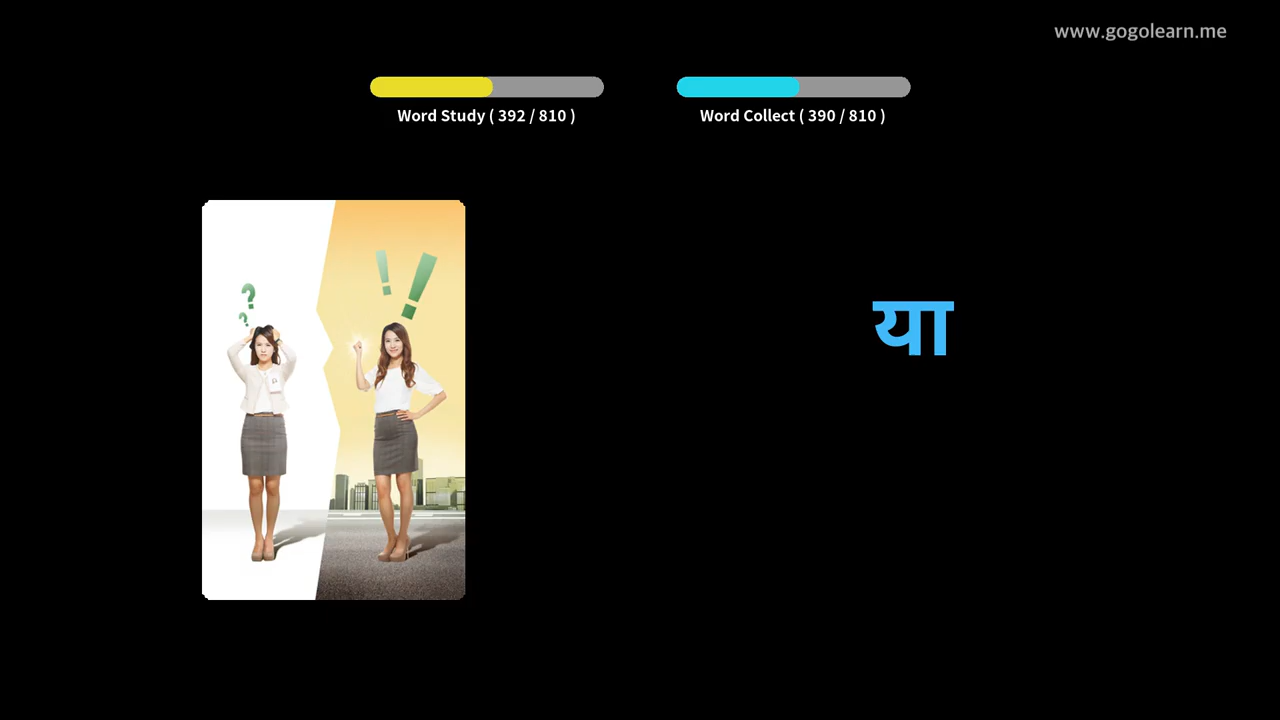 www.gogolearn.me
Word Study ( 392 / 810 )
Word Collect ( 390 / 810 )
? ! !
?
या